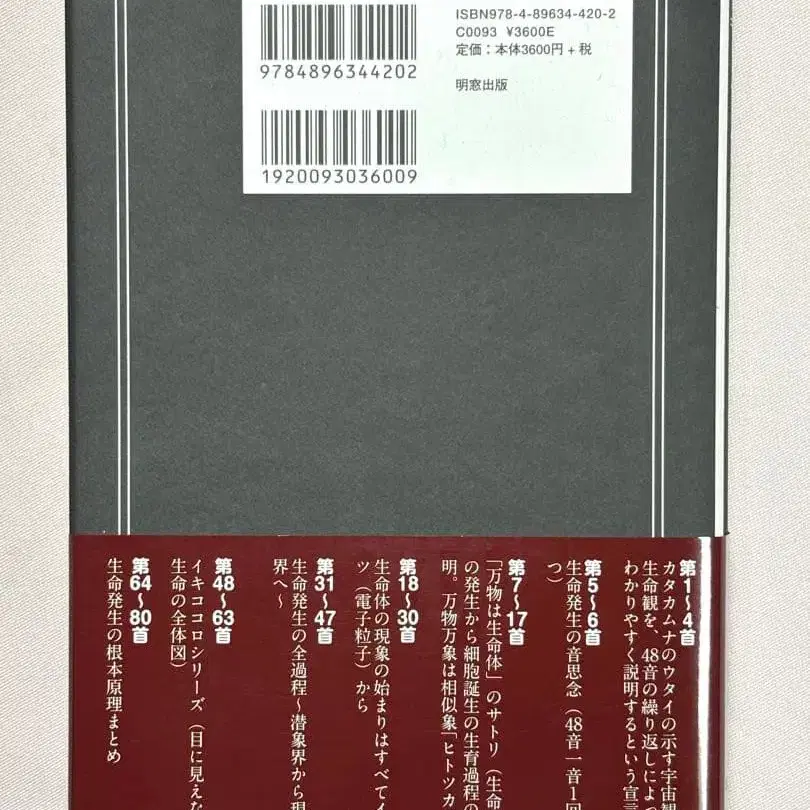 ISBN978-4-89634-420-2
C0093 ¥3600E
定価：本体3600円＋税
9784896344202
明窓出版
1920093036009
第1〜4首
カタカムナのウタイの示す宇宙観
生命観を、48音の繰り返しによ
わかりやすく説明するという宣言
第5〜6首
生命発生の音思念（48音一音1回
つ）
第7〜17首
「万物は生命体」のサトリ（生命
の発生から細胞誕生の生育過程の
明。万物万象は相似象「ヒトツカ
第18〜30首
生命体の現象の始まりはすべてイ
ツ（電子粒子）から
第31〜47首
生命発生の全過程〜潜象界から現
界へ〜
第48〜63首
イキココロシリーズ（目に見えな
生命の全体図）
第64〜80首
生命発生の根本原理まとめ